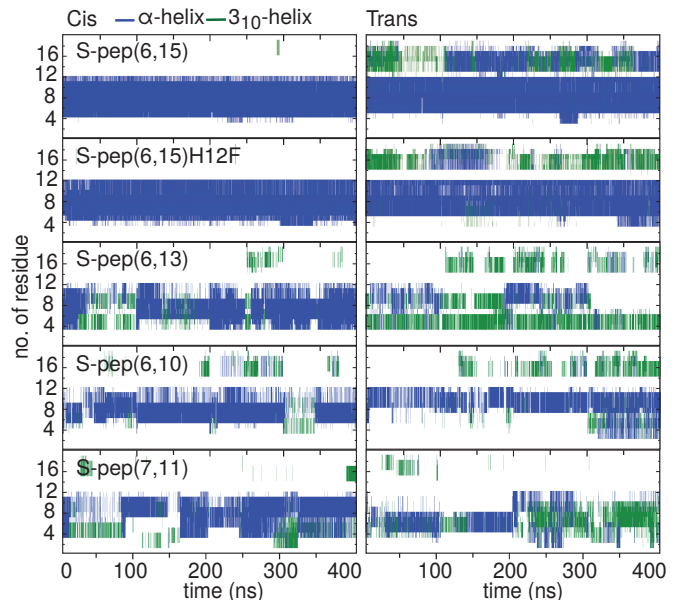 Cis α-helix 3₁₀-helix Trans
S-pep(6,15)
16
12
8
4
S-pep(6,15)H12F
16
12
8
4
S-pep(6,13)
16
12
8
4
S-pep(6,10)
16
12
8
4
S-pep(7,11)
16
12
8
4
no. of residue
0 100 200 300 400 0 100 200 300 400
time (ns) time (ns)